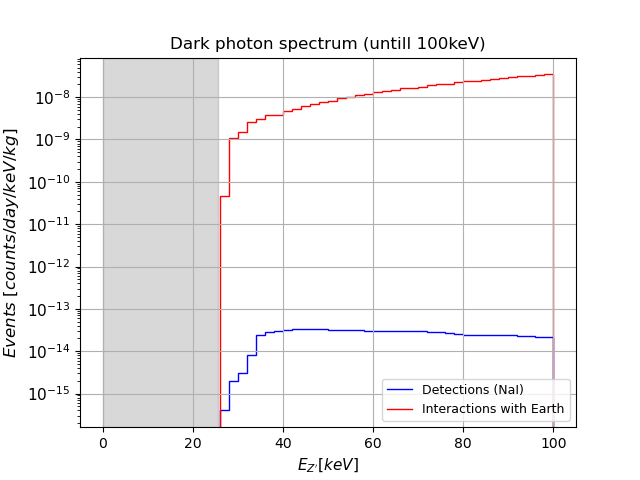 Dark photon spectrum (untill 100keV)
Events [counts/day/keV/kg]
10⁻⁸
10⁻⁹
10⁻¹⁰
10⁻¹¹
10⁻¹²
10⁻¹³
10⁻¹⁴
10⁻¹⁵
Detections (NaI)
Interactions with Earth
0 20 40 60 80 100
E_Z′[keV]